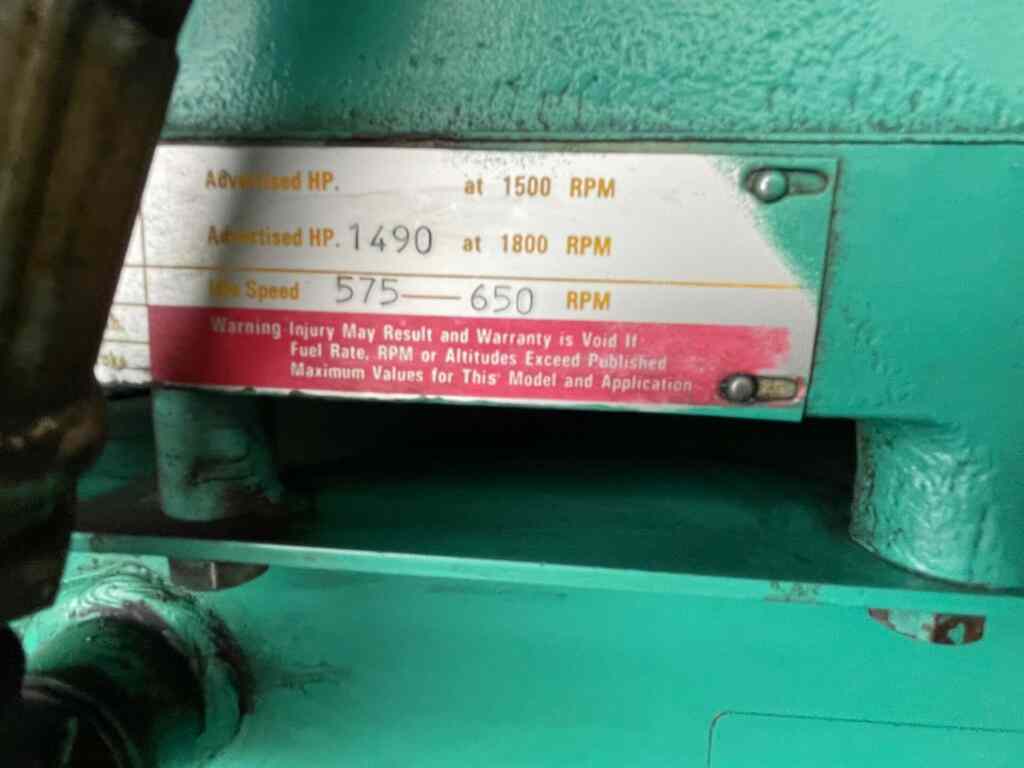 Advertised HP. at 1500 RPM
Advertised HP. 1490 at 1800 RPM
Idle Speed 575—650 RPM
Warning Injury May Result and Warranty is Void If
Fuel Rate, RPM or Altitudes Exceed Published
Maximum Values for This Model and Application